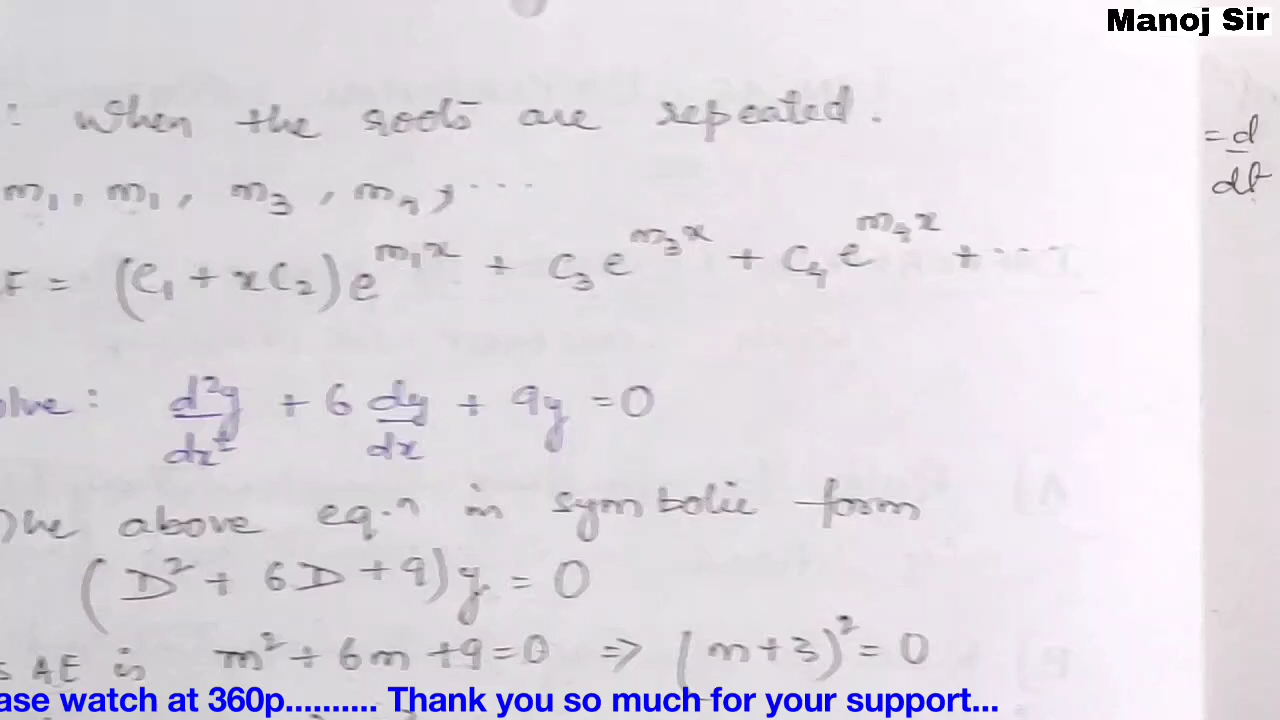 Manoj Sir
: when the roots are repeated.
m₁, m₁, m₃, m₄, ...
F = (c₁ + xc₂)e^{m₁x} + c₃e^{m₃x} + c₄e^{m₄x} + ...
= d/dt
olve: d²y/dx² + 6 dy/dx + 9y = 0
The above eq.n in symbolic form
(D² + 6D + 9)y = 0
s AE is m² + 6m + 9 = 0 ⇒ (m+3)² = 0
ase watch at 360p.......... Thank you so much for your support...